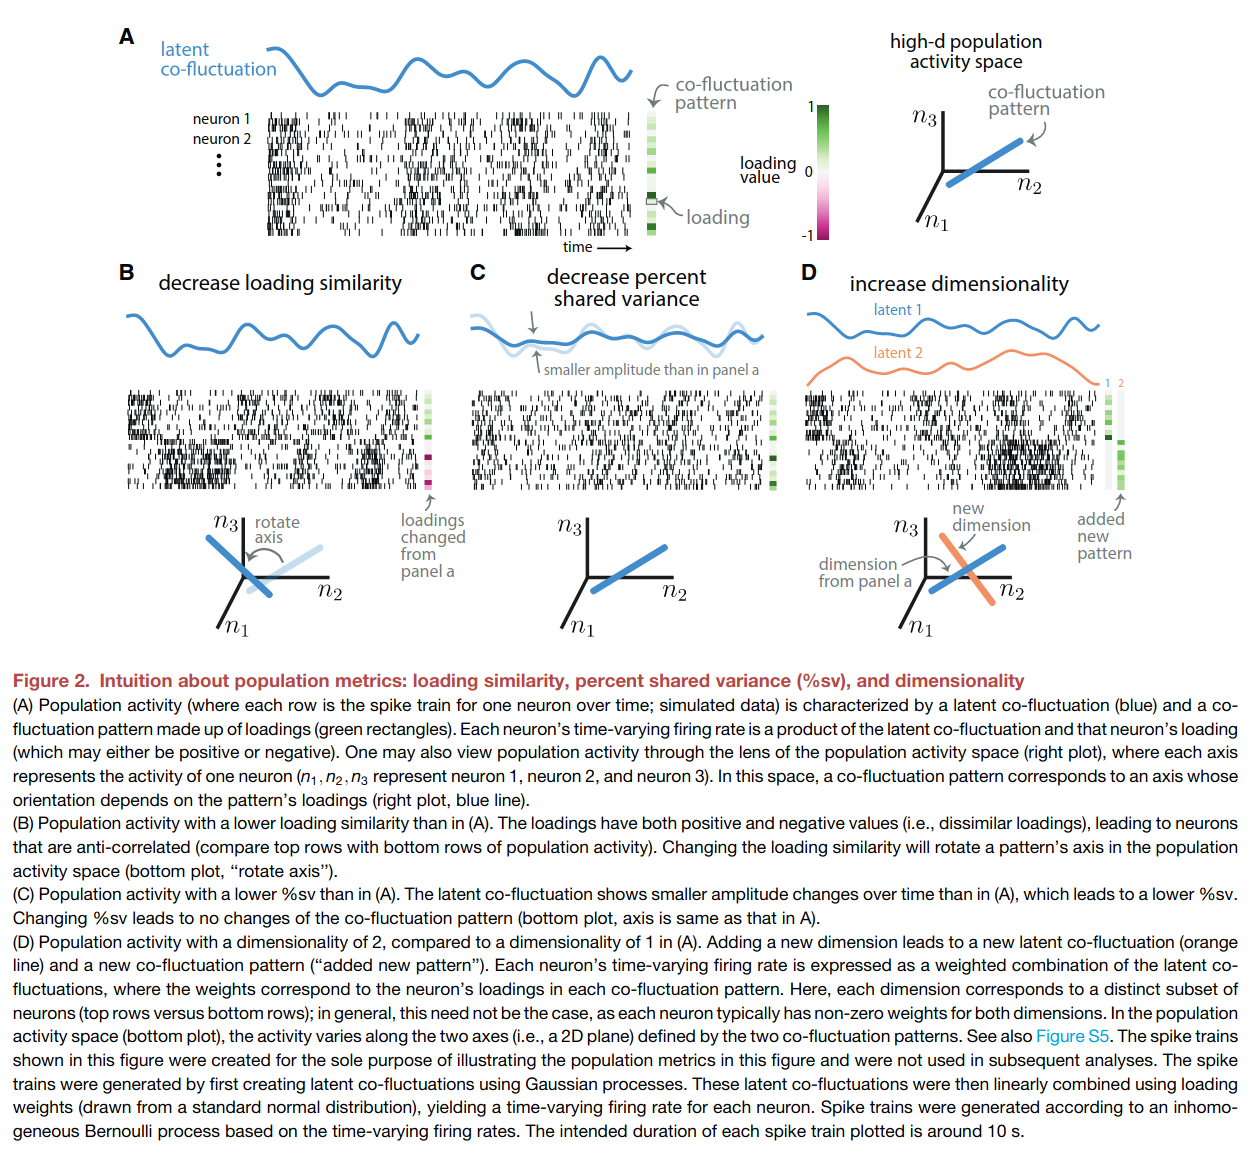 A
latent
co-fluctuation
neuron 1
neuron 2
time
co-fluctuation
pattern
loading
1
loading
value
0
-1
high-d population
activity space
co-fluctuation
pattern
n3
n2
n1
B
decrease loading similarity
n3
rotate
axis
n2
n1
loadings
changed
from
panel a
C
decrease percent
shared variance
smaller amplitude than in panel a
n3
n2
n1
D
increase dimensionality
latent 1
latent 2
1 2
new
dimension
n3
dimension
from panel a
n2
n1
added
new
pattern
Figure 2. Intuition about population metrics: loading similarity, percent shared variance (%sv), and dimensionality
(A) Population activity (where each row is the spike train for one neuron over time; simulated data) is characterized by a latent co-fluctuation (blue) and a co-
fluctuation pattern made up of loadings (green rectangles). Each neuron's time-varying firing rate is a product of the latent co-fluctuation and that neuron's loading
(which may either be positive or negative). One may also view population activity through the lens of the population activity space (right plot), where each axis
represents the activity of one neuron (n1, n2, n3 represent neuron 1, neuron 2, and neuron 3). In this space, a co-fluctuation pattern corresponds to an axis whose
orientation depends on the pattern's loadings (right plot, blue line).
(B) Population activity with a lower loading similarity than in (A). The loadings have both positive and negative values (i.e., dissimilar loadings), leading to neurons
that are anti-correlated (compare top rows with bottom rows of population activity). Changing the loading similarity will rotate a pattern's axis in the population
activity space (bottom plot, "rotate axis").
(C) Population activity with a lower %sv than in (A). The latent co-fluctuation shows smaller amplitude changes over time than in (A), which leads to a lower %sv.
Changing %sv leads to no changes of the co-fluctuation pattern (bottom plot, axis is same as that in A).
(D) Population activity with a dimensionality of 2, compared to a dimensionality of 1 in (A). Adding a new dimension leads to a new latent co-fluctuation (orange
line) and a new co-fluctuation pattern ("added new pattern"). Each neuron's time-varying firing rate is expressed as a weighted combination of the latent co-
fluctuations, where the weights correspond to the neuron's loadings in each co-fluctuation pattern. Here, each dimension corresponds to a distinct subset of
neurons (top rows versus bottom rows); in general, this need not be the case, as each neuron typically has non-zero weights for both dimensions. In the population
activity space (bottom plot), the activity varies along the two axes (i.e., a 2D plane) defined by the two co-fluctuation patterns. See also Figure S5. The spike trains
shown in this figure were created for the sole purpose of illustrating the population metrics in this figure and were not used in subsequent analyses. The spike
trains were generated by first creating latent co-fluctuations using Gaussian processes. These latent co-fluctuations were then linearly combined using loading
weights (drawn from a standard normal distribution), yielding a time-varying firing rate for each neuron. Spike trains were generated according to an inhomo-
geneous Bernoulli process based on the time-varying firing rates. The intended duration of each spike train plotted is around 10 s.